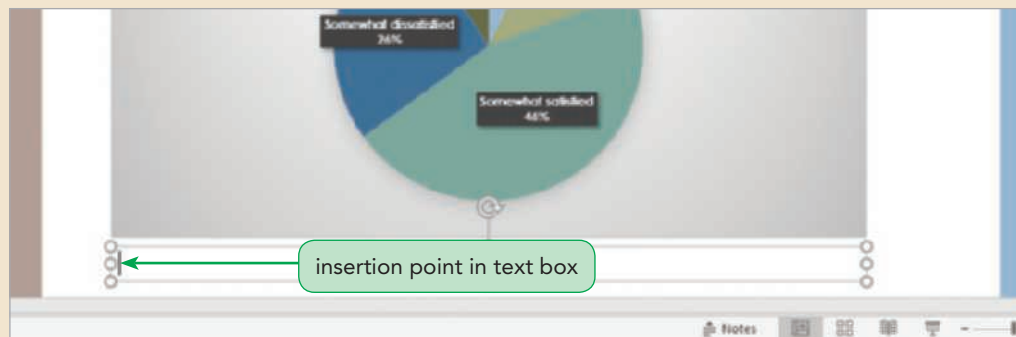 Somewhat dissatisfied
26%
Somewhat satisfied
46%
insertion point in text box
Notes